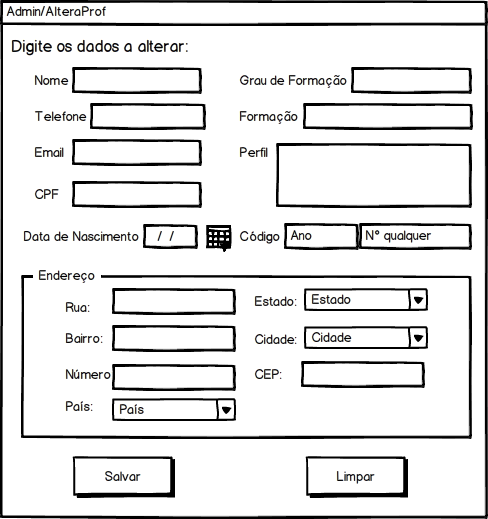 Admin/AlteraProf
Digite os dados a alterar:
Nome
Grau de Formação
Telefone
Formação
Email
Perfil
CPF
Data de Nascimento / /
Código Ano Nº qualquer
Endereço
Rua:
Estado: Estado
Bairro:
Cidade: Cidade
Número
CEP:
País: País
Salvar
Limpar